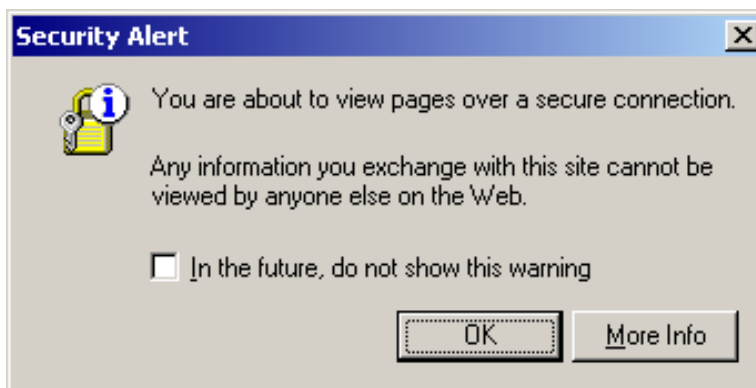 Security Alert
You are about to view pages over a secure connection.
Any information you exchange with this site cannot be
viewed by anyone else on the Web.
In the future, do not show this warning
OK
More Info